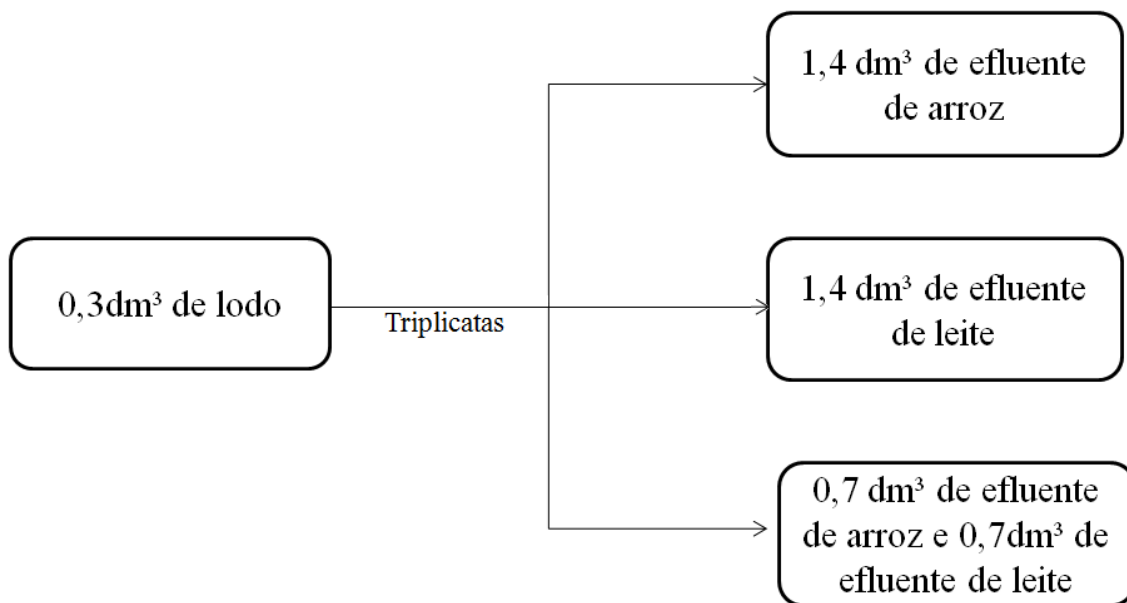 0,3dm³ de lodo
Triplicatas
1,4 dm³ de efluente
de arroz
1,4 dm³ de efluente
de leite
0,7 dm³ de efluente
de arroz e 0,7dm³ de
efluente de leite